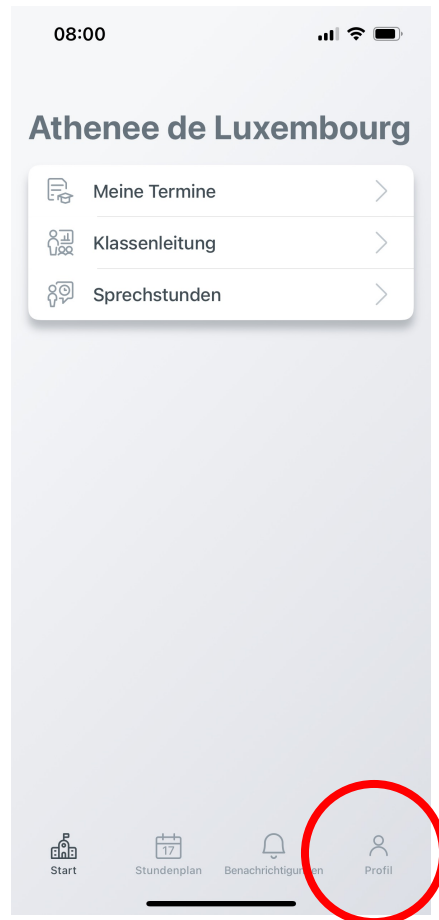 08:00
Athenee de Luxembourg
Meine Termine
Klassenleitung
Sprechstunden
17
Start
Stundenplan
Benachrichtigungen
Profil